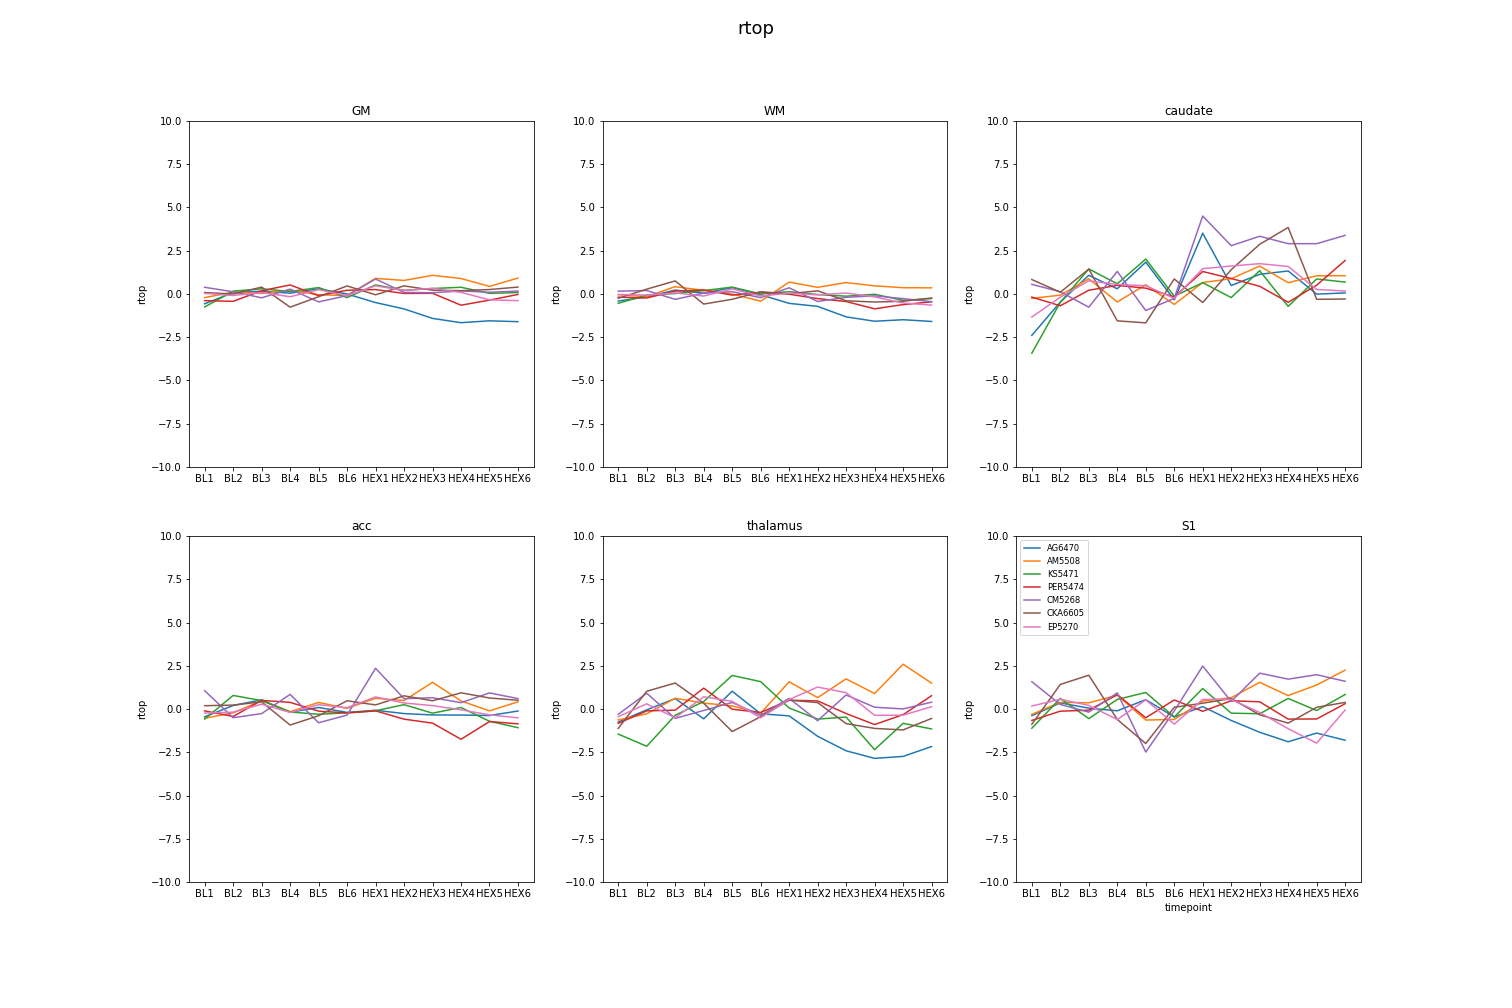 rtop
GM
WM
caudate
10.0
7.5
5.0
2.5
0.0
−2.5
−5.0
−7.5
−10.0
rtop
BL1 BL2 BL3 BL4 BL5 BL6 HEX1 HEX2 HEX3 HEX4 HEX5 HEX6
10.0
7.5
5.0
2.5
0.0
−2.5
−5.0
−7.5
−10.0
rtop
BL1 BL2 BL3 BL4 BL5 BL6 HEX1 HEX2 HEX3 HEX4 HEX5 HEX6
10.0
7.5
5.0
2.5
0.0
−2.5
−5.0
−7.5
−10.0
rtop
BL1 BL2 BL3 BL4 BL5 BL6 HEX1 HEX2 HEX3 HEX4 HEX5 HEX6
acc
thalamus
S1
10.0
7.5
5.0
2.5
0.0
−2.5
−5.0
−7.5
−10.0
rtop
BL1 BL2 BL3 BL4 BL5 BL6 HEX1 HEX2 HEX3 HEX4 HEX5 HEX6
10.0
7.5
5.0
2.5
0.0
−2.5
−5.0
−7.5
−10.0
rtop
BL1 BL2 BL3 BL4 BL5 BL6 HEX1 HEX2 HEX3 HEX4 HEX5 HEX6
10.0
7.5
5.0
2.5
0.0
−2.5
−5.0
−7.5
−10.0
rtop
AG6470
AM5508
KS5471
PER5474
CM5268
CKA6605
EP5270
BL1 BL2 BL3 BL4 BL5 BL6 HEX1 HEX2 HEX3 HEX4 HEX5 HEX6
timepoint